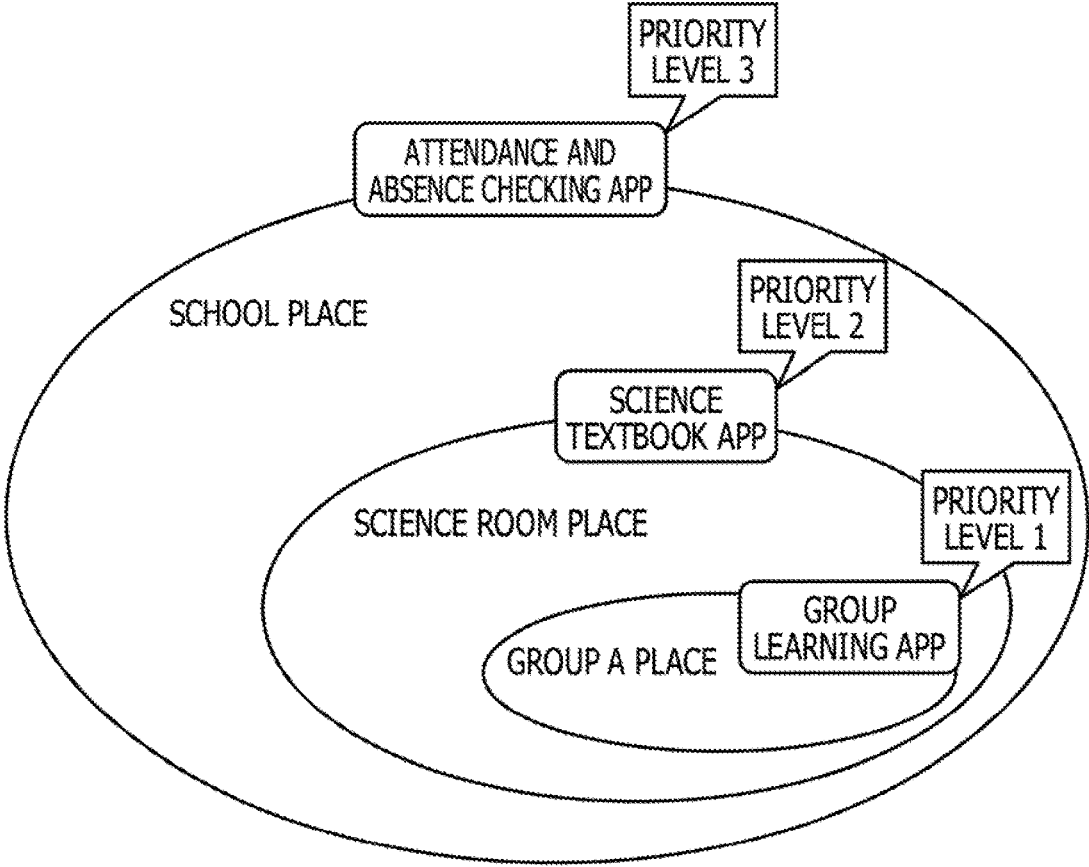 PRIORITY
LEVEL 3
ATTENDANCE AND
ABSENCE CHECKING APP
SCHOOL PLACE
PRIORITY
LEVEL 2
SCIENCE
TEXTBOOK APP
SCIENCE ROOM PLACE
PRIORITY
LEVEL 1
GROUP
LEARNING APP
GROUP A PLACE